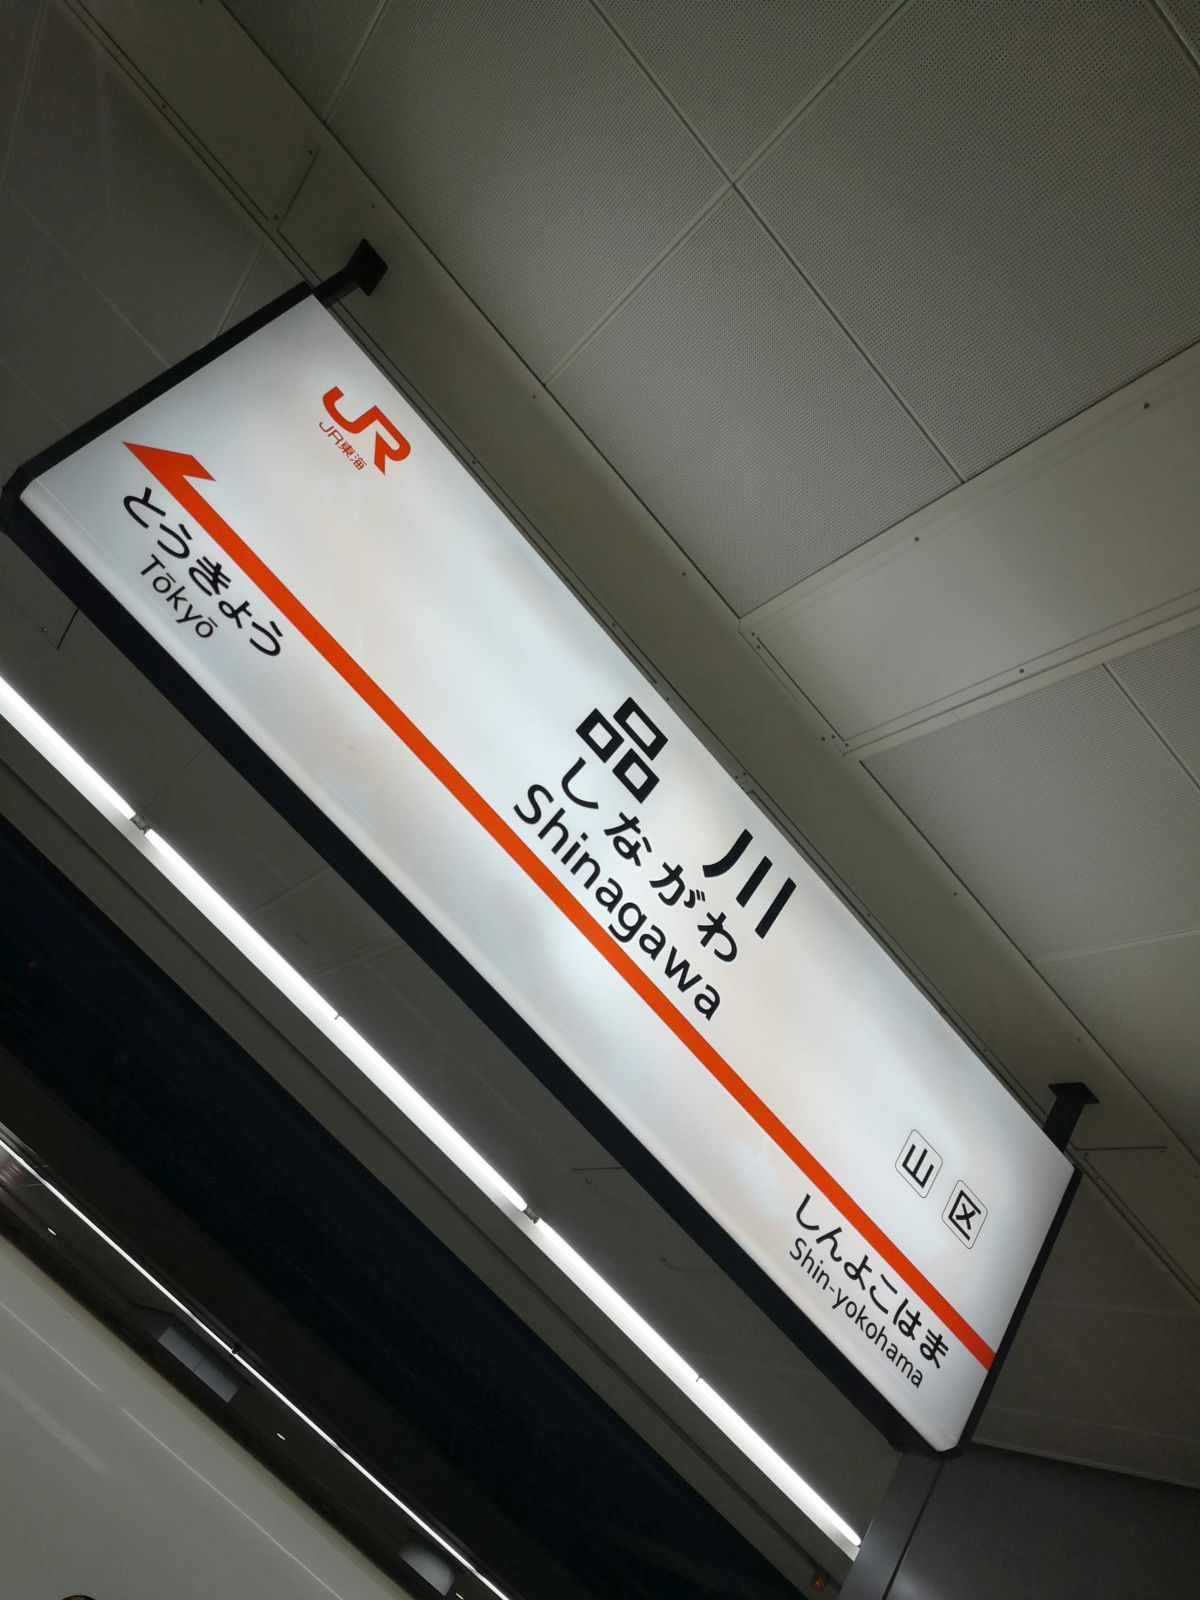 JR
JR東海
品川
しながわ
Shinagawa
山 区
とうきょう
Tōkyō
しんよこはま
Shin-yokohama